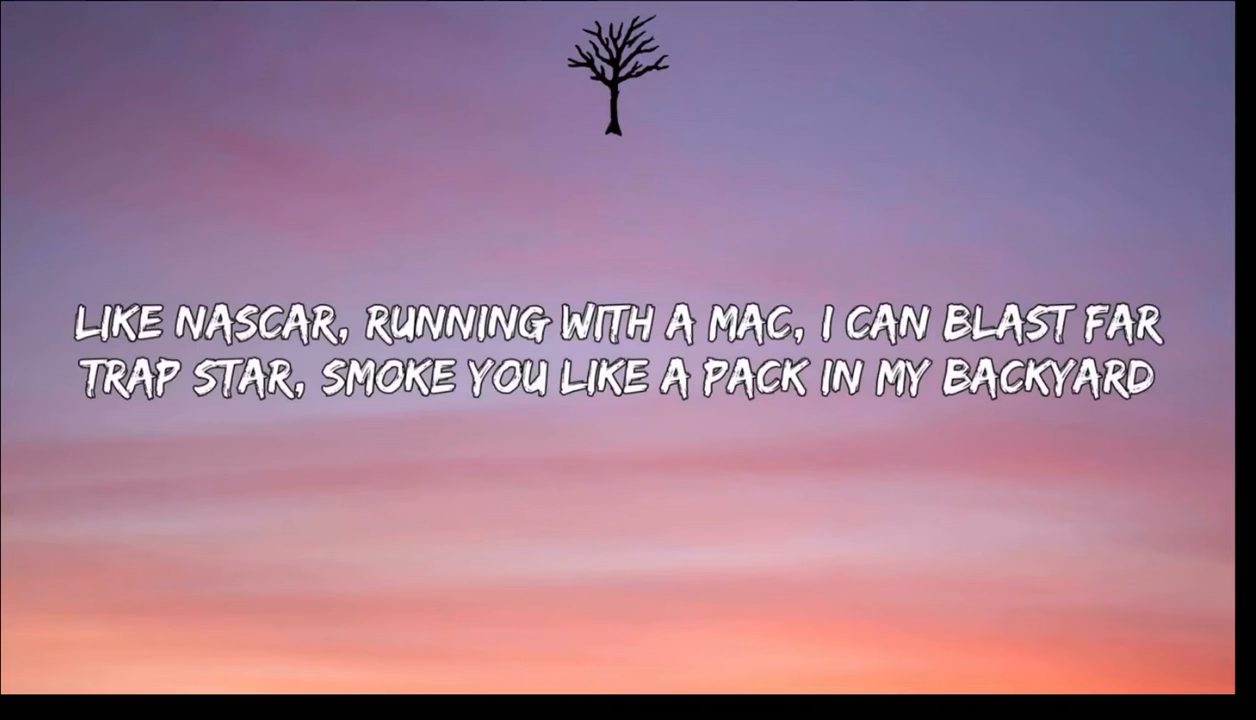 LIKE NASCAR, RUNNING WITH A MAC, I CAN BLAST FAR
TRAP STAR, SMOKE YOU LIKE A PACK IN MY BACKYARD